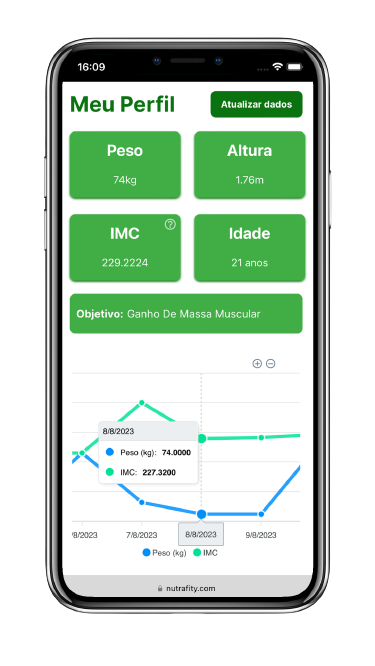 16:09
Meu Perfil
Atualizar dados
Peso
74kg
Altura
1.76m
IMC
229.2224
Idade
21 anos
Objetivo: Ganho De Massa Muscular
8/8/2023
Peso (kg): 74.0000
IMC: 227.3200
7/8/2023
8/8/2023
9/8/2023
Peso (kg)
IMC
nutrafity.com